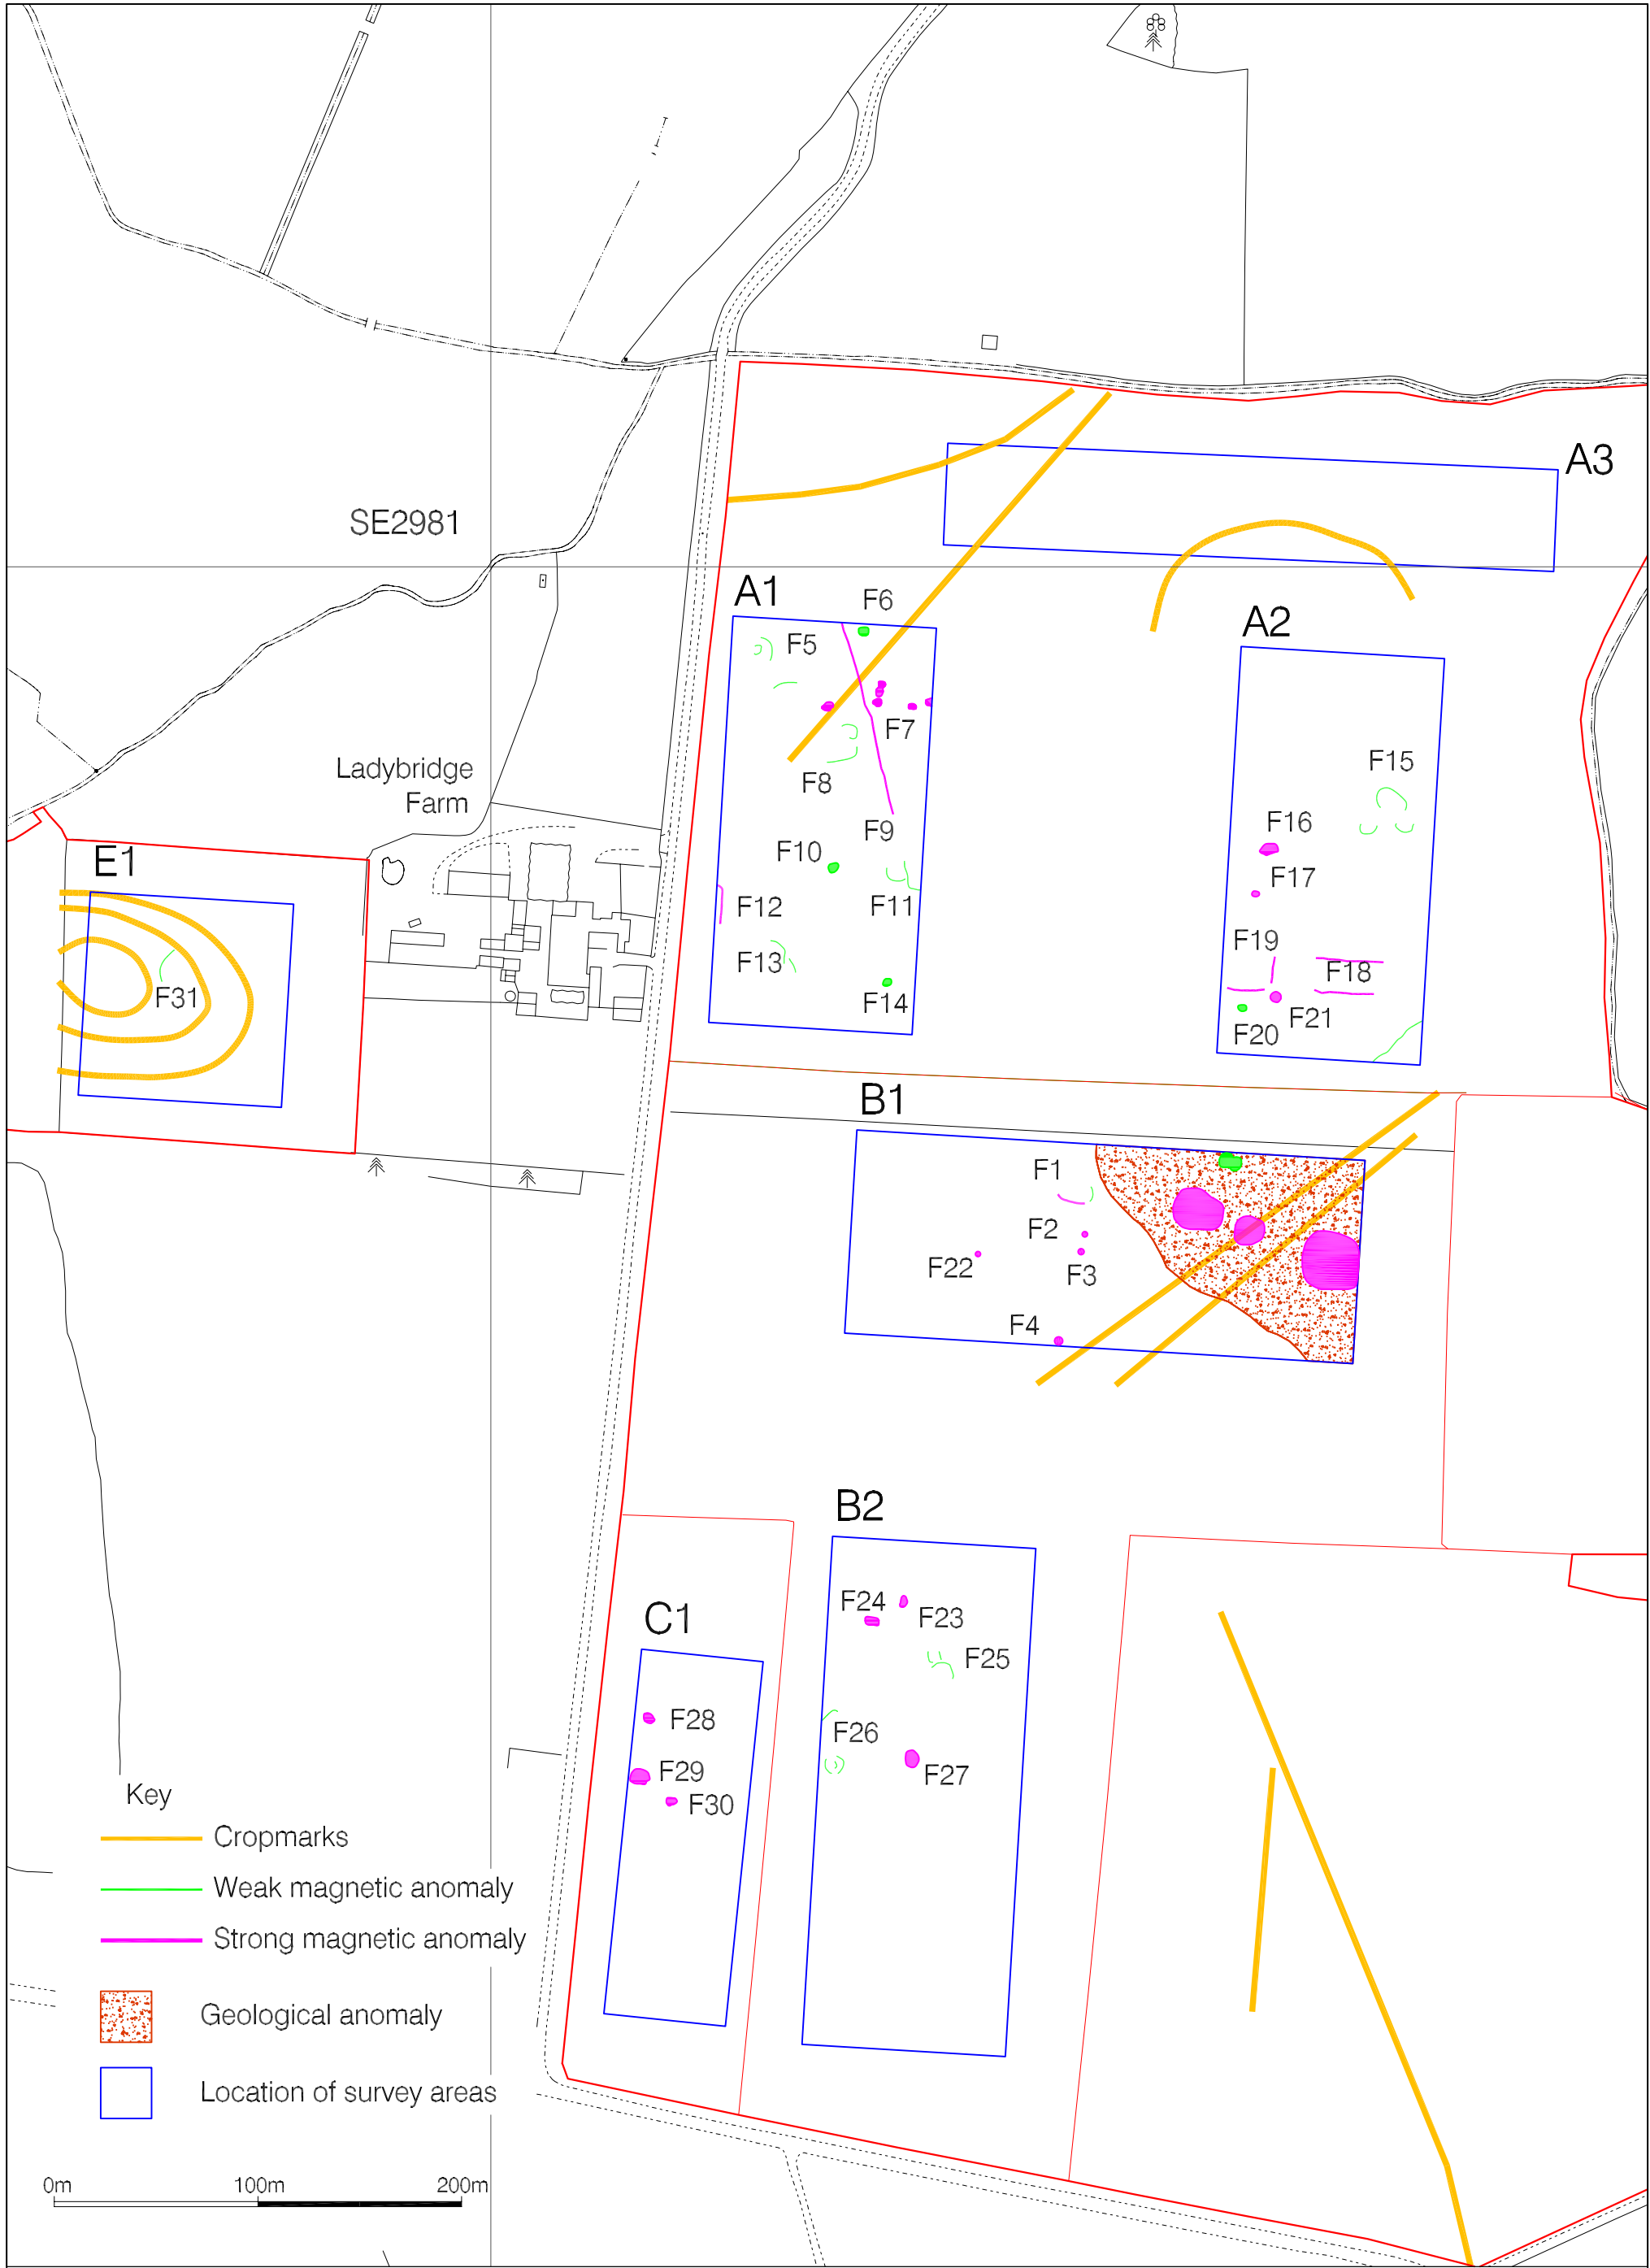 A3
SE2981
A1
F6
A2
F5
F7
F15
Ladybridge
Farm
F8
F16
F9
E1
F10
F17
F12
F11
F19
F13
F18
F31
F14
F21
F20
B1
F1
F2
F22
F3
F4
B2
F24
F23
C1
F25
F28
F26
F29
F27
F30
Key
Cropmarks
Weak magnetic anomaly
Strong magnetic anomaly
Geological anomaly
Location of survey areas
0m 100m 200m